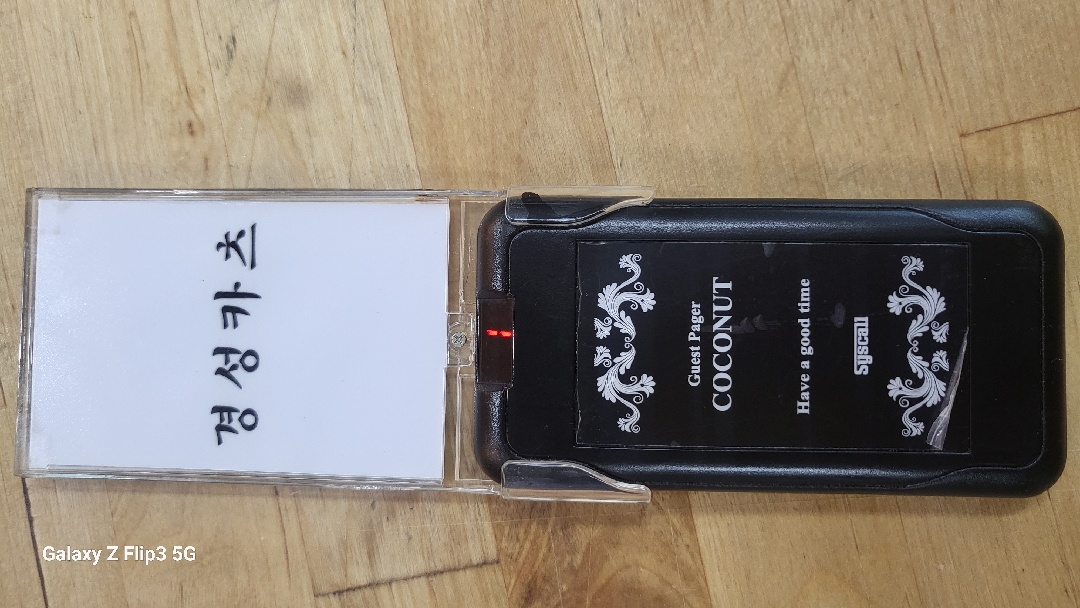 경성카츠
Guest Pager
COCONUT
Have a good time
Syscall
Galaxy Z Flip3 5G